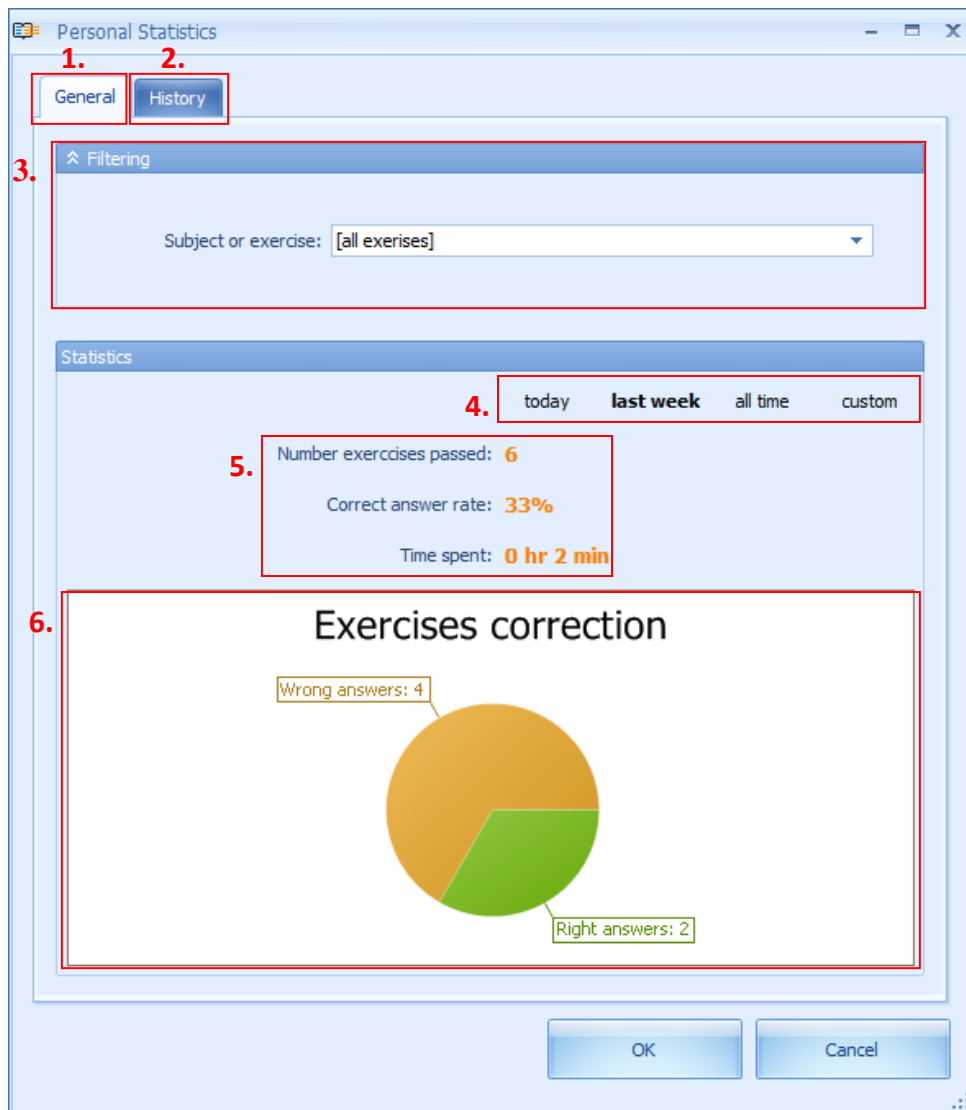 Personal Statistics
1. 2.
General History
3.
Filtering
Subject or exercise: [all exerises]
Statistics
4. today last week all time custom
5. Number exerccises passed: 6
Correct answer rate: 33%
Time spent: 0 hr 2 min
6.
Exercises correction
Wrong answers: 4
Right answers: 2
OK Cancel